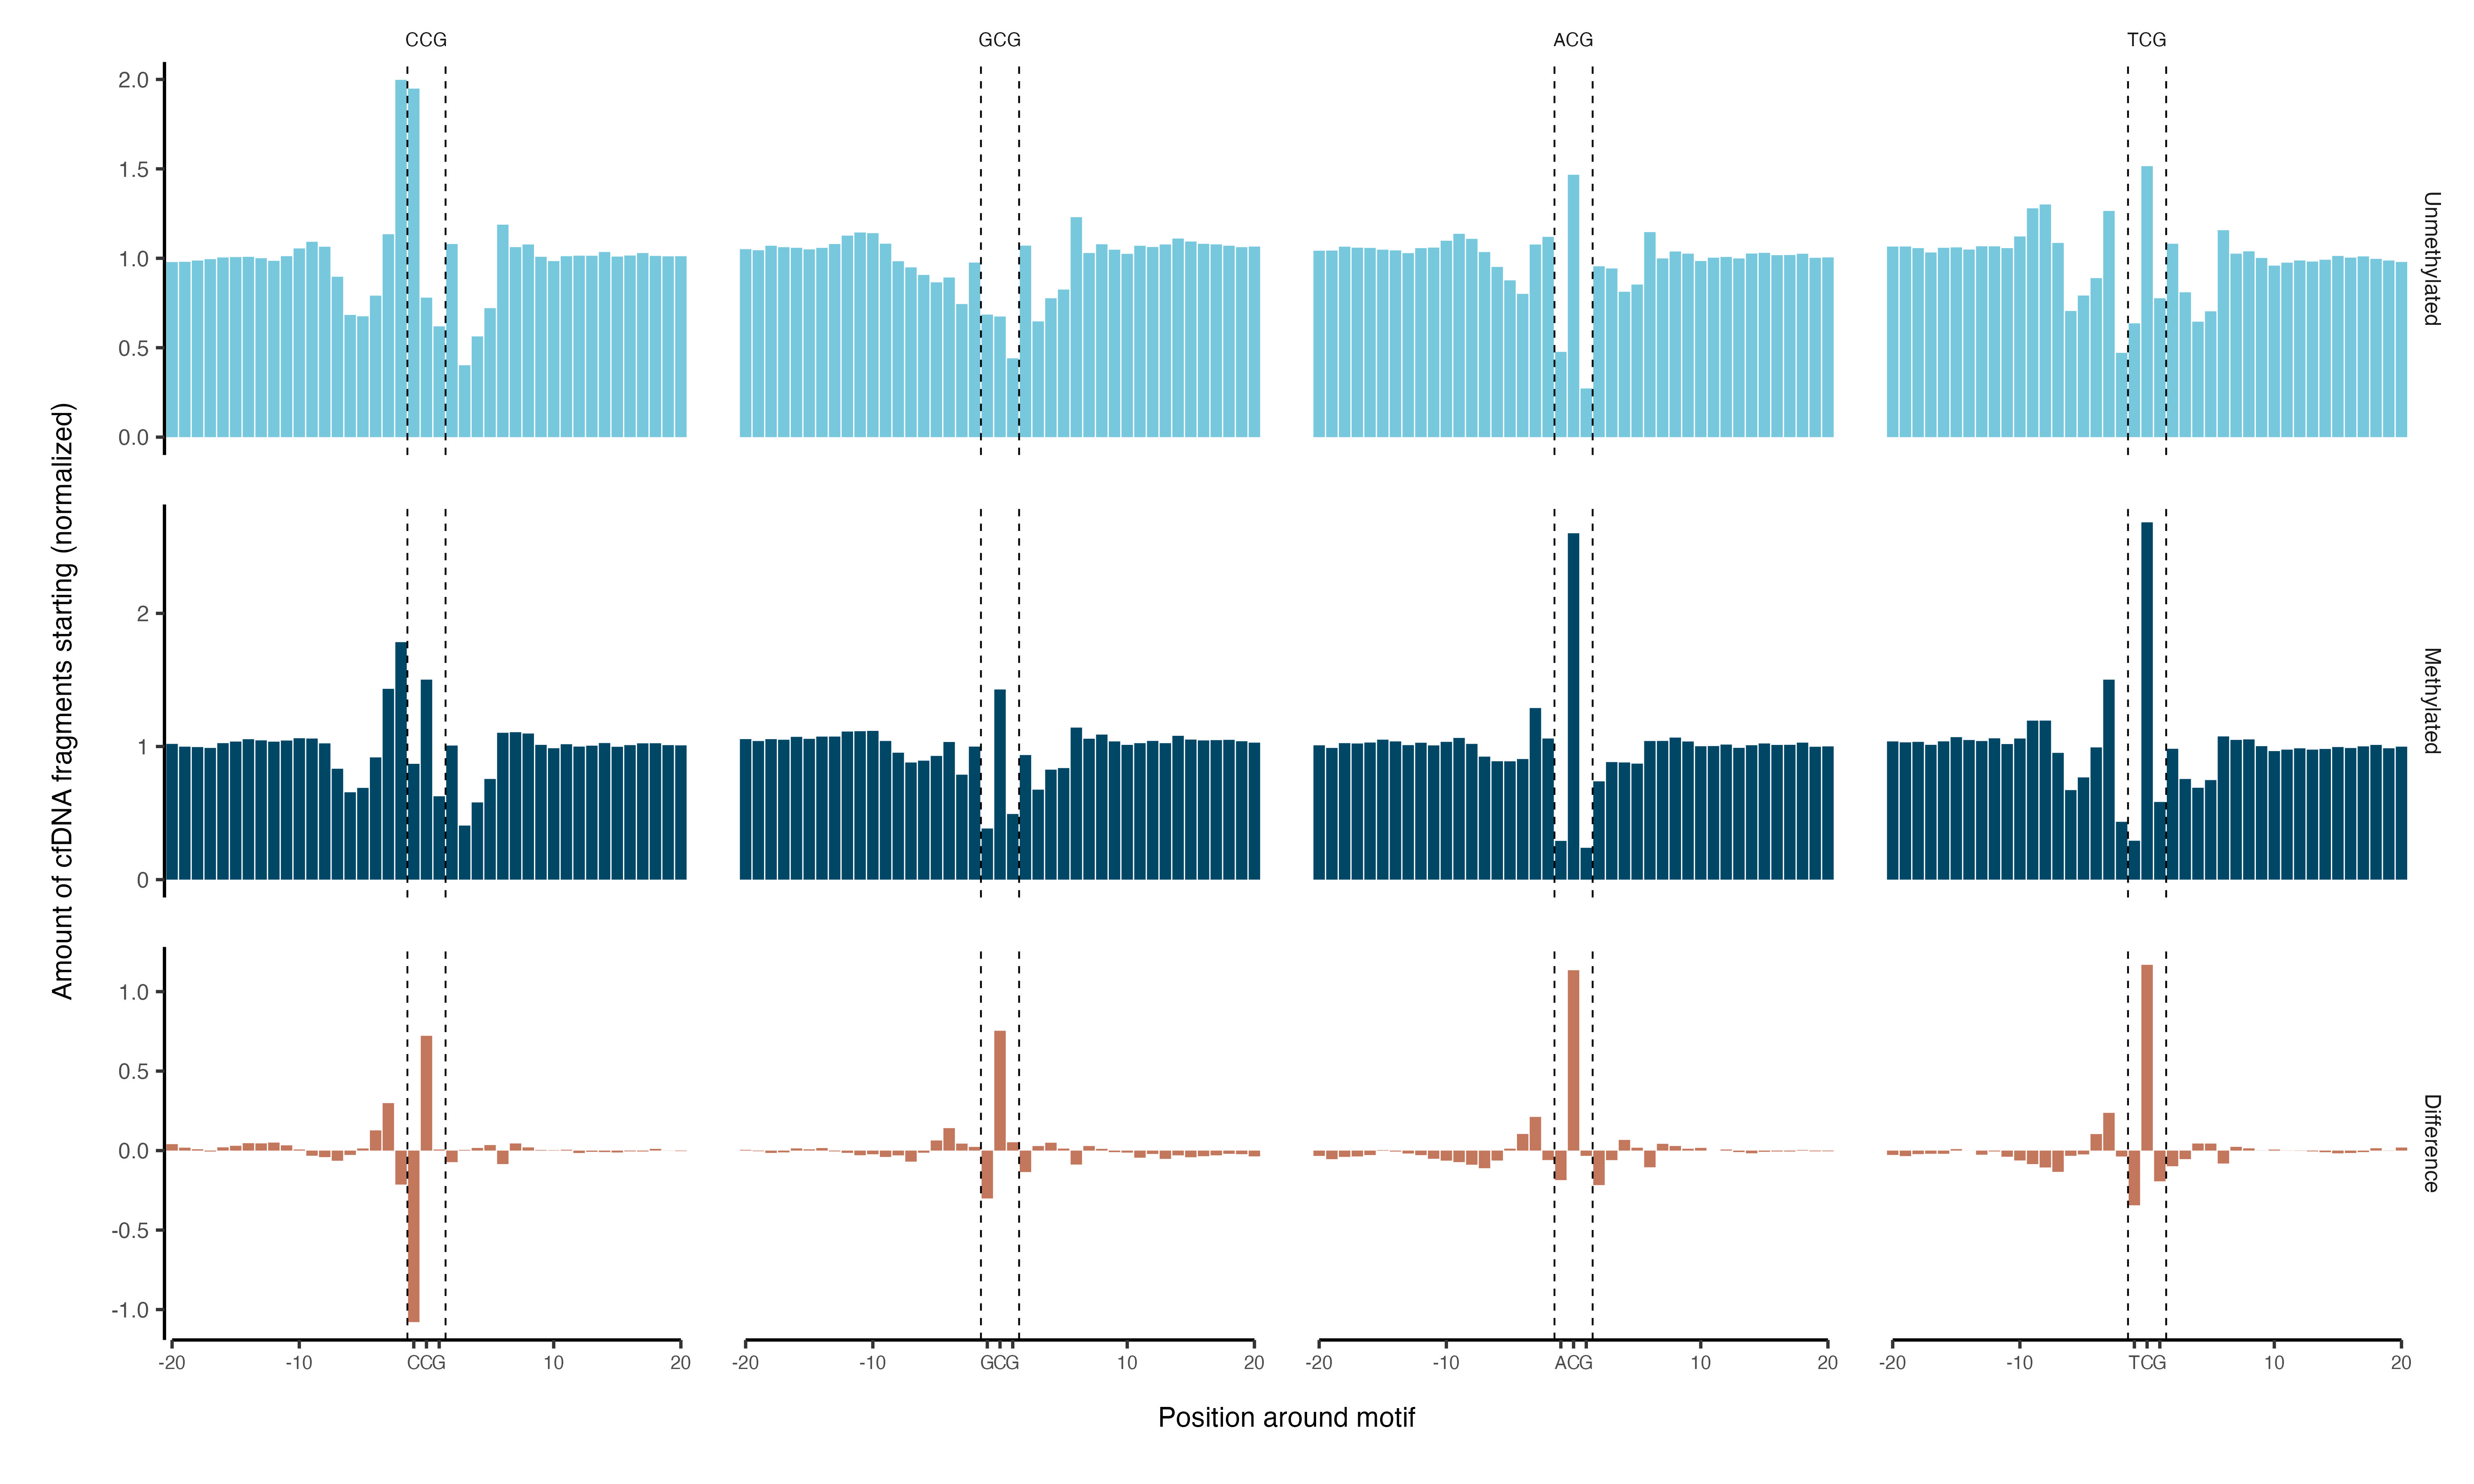 CCG GCG ACG TCG
2.0
1.5
1.0
0.5
0.0
Unmethylated
Amount of cfDNA fragments starting (normalized)
2
1
0
Methylated
1.0
0.5
0.0
-0.5
-1.0
Difference
-20 -10 CCG 10 20 -20 -10 GCG 10 20 -20 -10 ACG 10 20 -20 -10 TCG 10 20
Position around motif